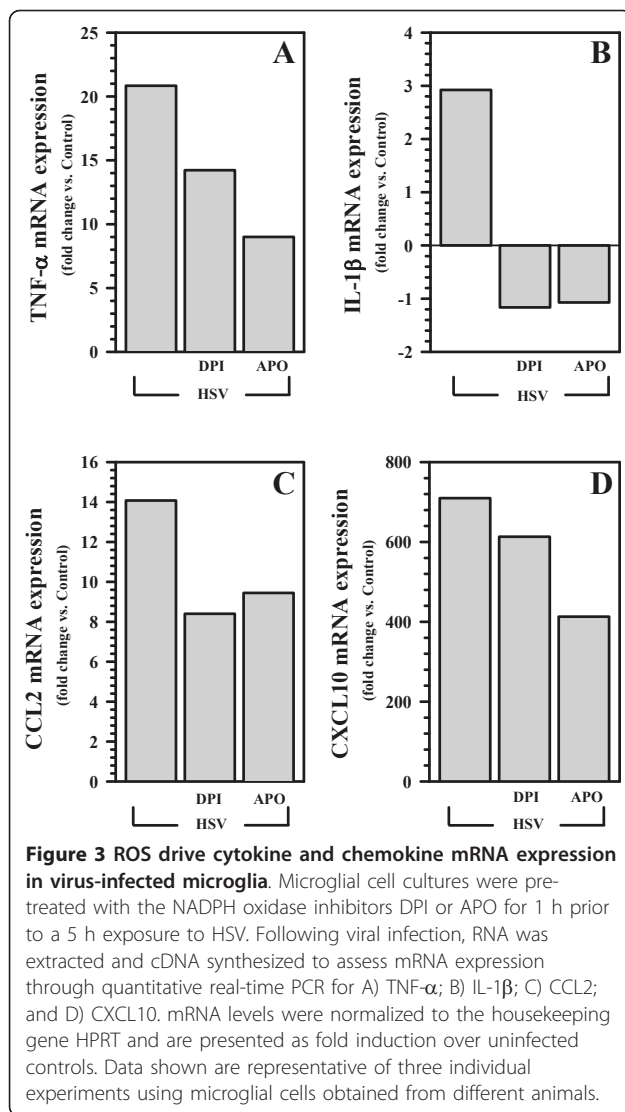 A
25
20
15
10
5
0
TNF-α mRNA expression
(fold change vs. Control)
DPI APO
HSV
B
4
3
2
1
0
-1
-2
IL-1β mRNA expression
(fold change vs. Control)
DPI APO
HSV
C
16
14
12
10
8
6
4
2
0
CCL2 mRNA expression
(fold change vs. Control)
DPI APO
HSV
D
800
600
400
200
0
CXCL10 mRNA expression
(fold change vs. Control)
DPI APO
HSV
Figure 3 ROS drive cytokine and chemokine mRNA expression
in virus-infected microglia. Microglial cell cultures were pre-
treated with the NADPH oxidase inhibitors DPI or APO for 1 h prior
to a 5 h exposure to HSV. Following viral infection, RNA was
extracted and cDNA synthesized to assess mRNA expression
through quantitative real-time PCR for A) TNF-α; B) IL-1β; C) CCL2;
and D) CXCL10. mRNA levels were normalized to the housekeeping
gene HPRT and are presented as fold induction over uninfected
controls. Data shown are representative of three individual
experiments using microglial cells obtained from different animals.